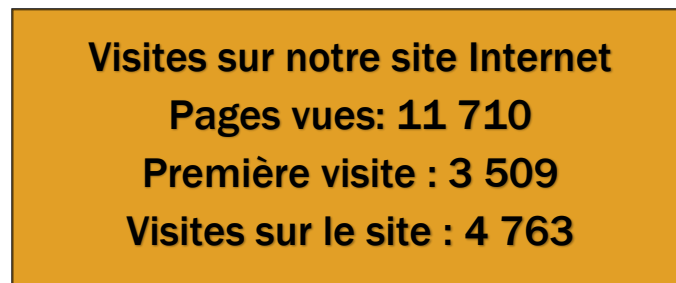 Visites sur notre site Internet
Pages vues: 11 710
Première visite : 3 509
Visites sur le site : 4 763